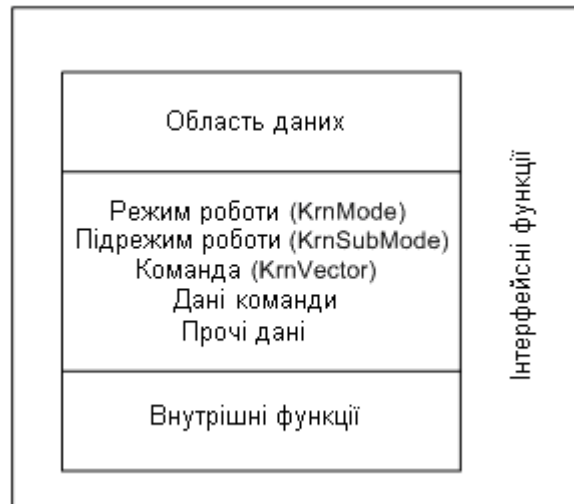 Область даних
Режим роботи (KrnMode)
Підрежим роботи (KrnSubMode)
Команда (KrnVector)
Дані команди
Прочі дані
Внутрішні функції
Інтерфейсні функції